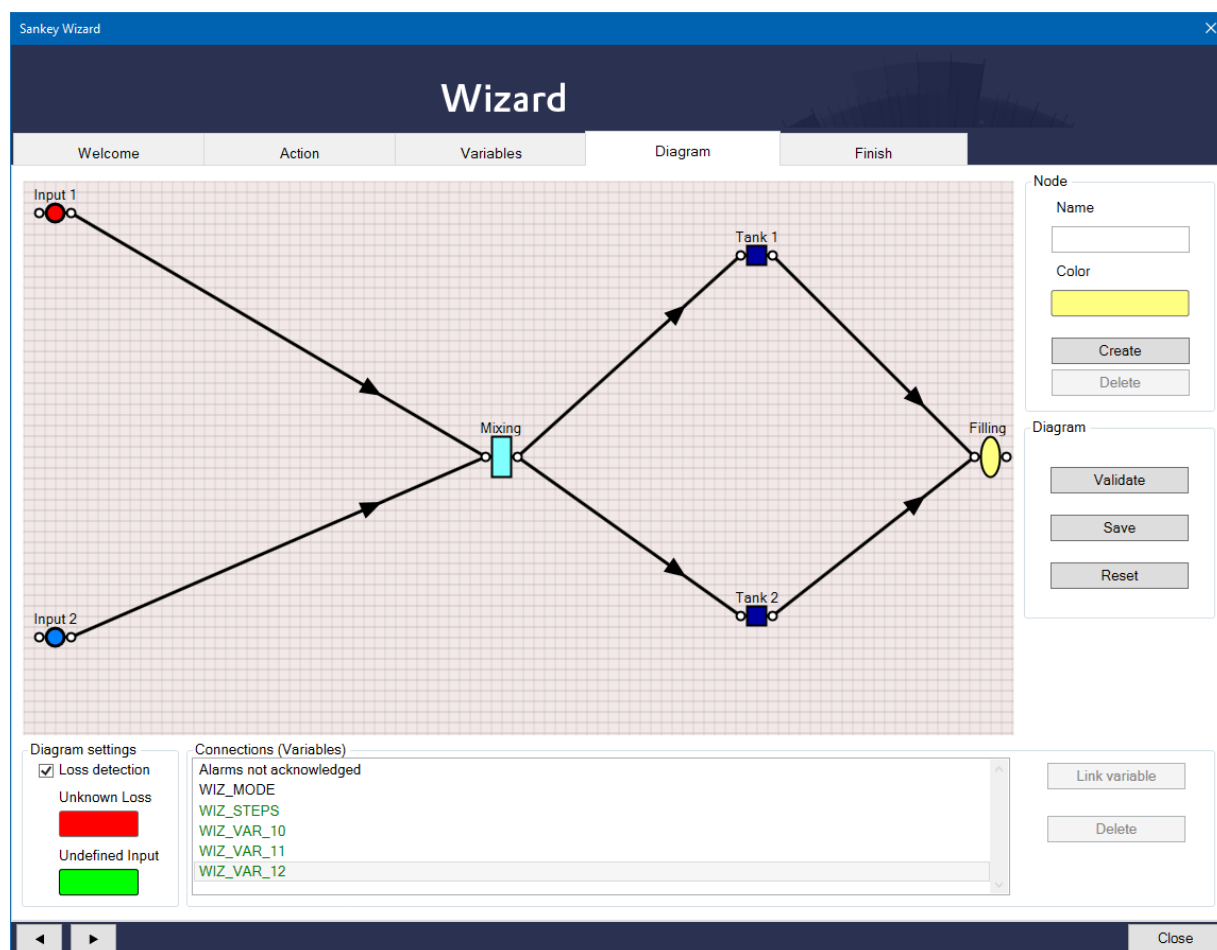 Sankey Wizard
Wizard
Welcome Action Variables Diagram Finish
Input 1
Tank 1
Mixing
Filling
Tank 2
Input 2
Node
Name
Color
Create
Delete
Diagram
Validate
Save
Reset
Diagram settings
Loss detection
Unknown Loss
Undefined Input
Connections (Variables)
Alarms not acknowledged
WIZ_MODE
WIZ_STEPS
WIZ_VAR_10
WIZ_VAR_11
WIZ_VAR_12
Link variable
Delete
Close